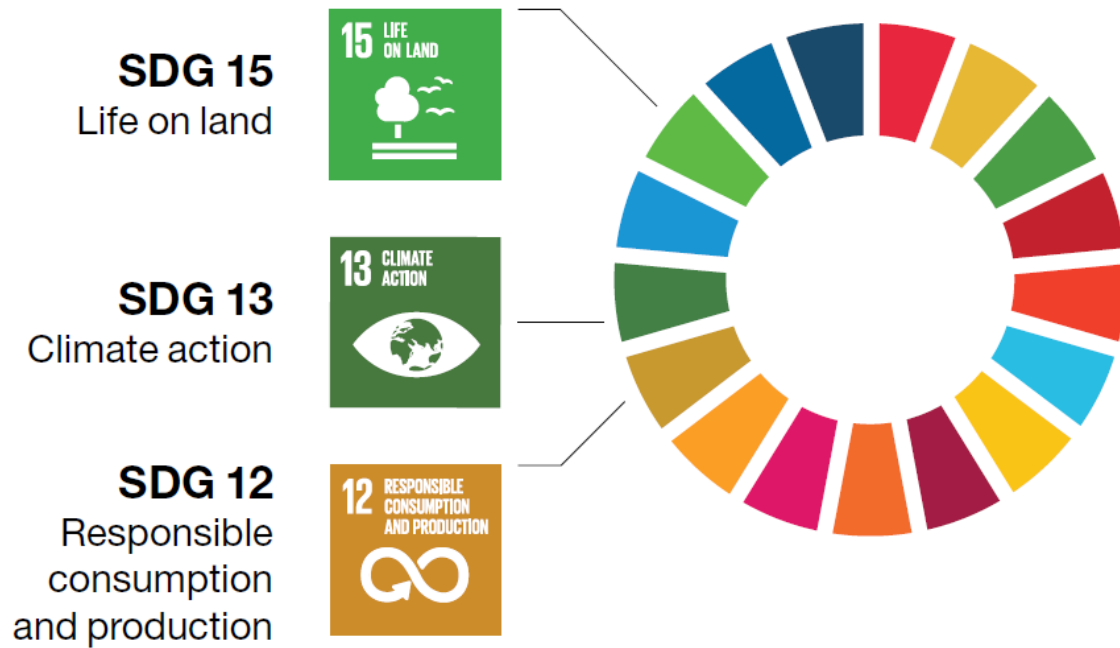 SDG 15
Life on land
15 LIFE
ON LAND
SDG 13
Climate action
13 CLIMATE
ACTION
SDG 12
Responsible
consumption
and production
12 RESPONSIBLE
CONSUMPTION
AND PRODUCTION